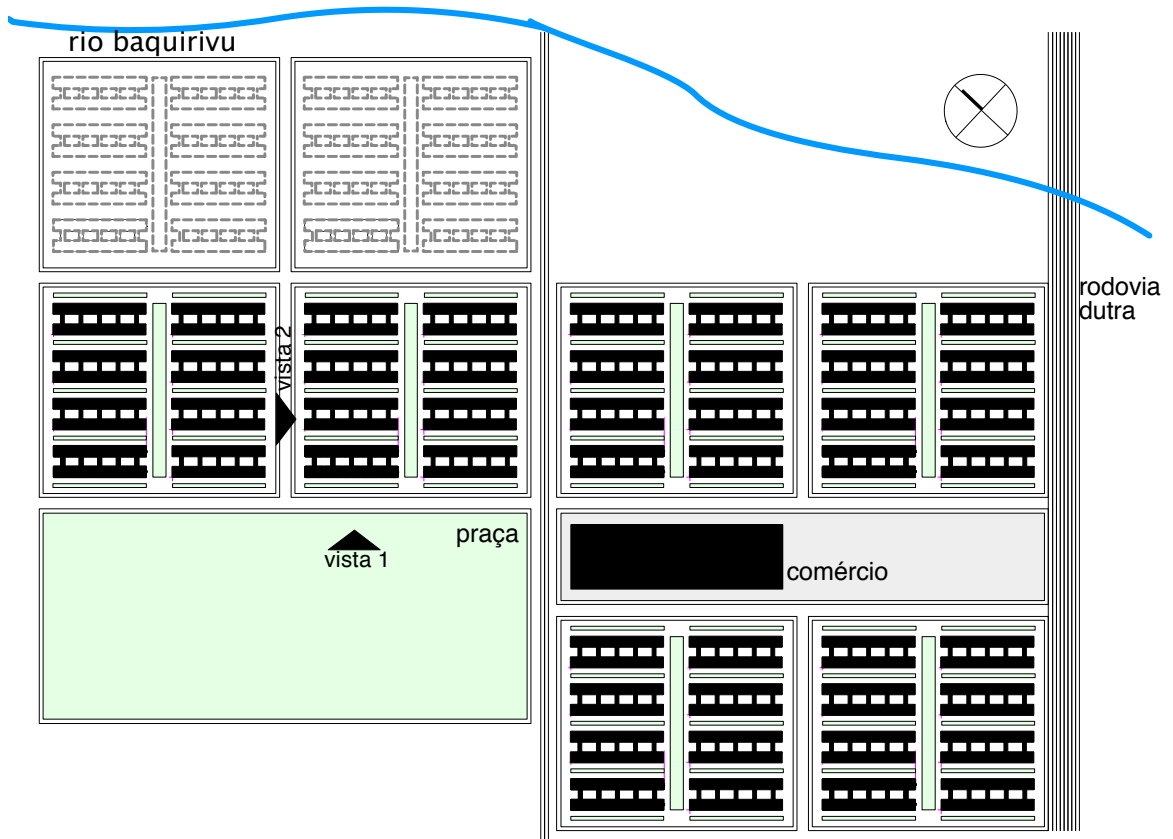 rio baquirivu
rodovia
dutra
vista 2
praça
vista 1
comércio